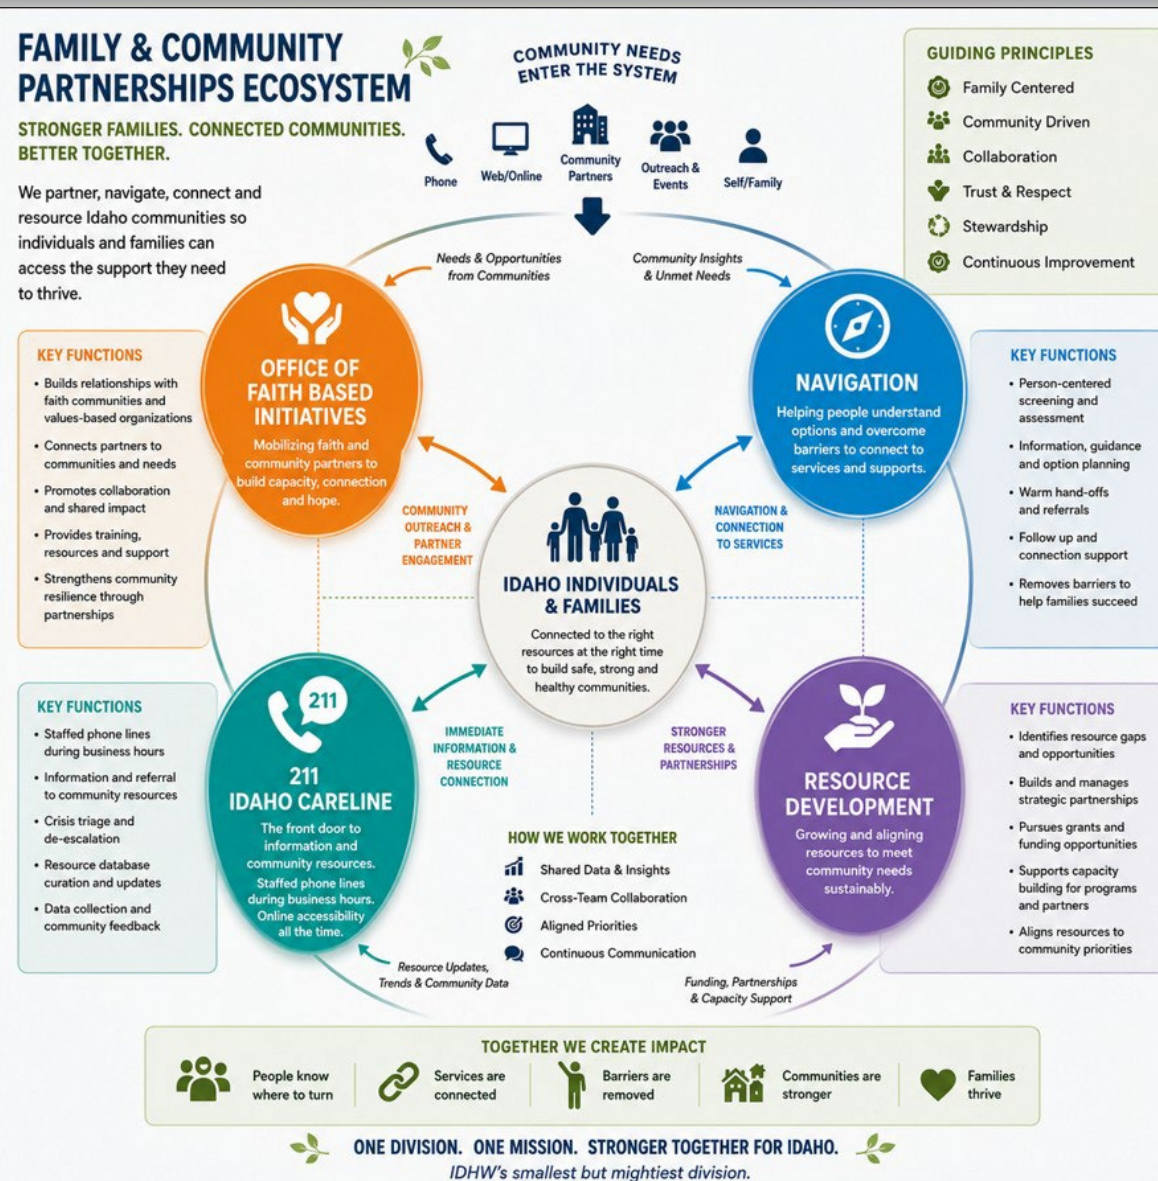 FAMILY & COMMUNITY
PARTNERSHIPS ECOSYSTEM
STRONGER FAMILIES. CONNECTED COMMUNITIES.
BETTER TOGETHER.
We partner, navigate, connect and
resource Idaho communities so
individuals and families can
access the support they need
to thrive.
COMMUNITY NEEDS
ENTER THE SYSTEM
Phone
Web/Online
Community
Partners
Outreach &
Events
Self/Family
GUIDING PRINCIPLES
Family Centered
Community Driven
Collaboration
Trust & Respect
Stewardship
Continuous Improvement
Needs & Opportunities
from Communities
Community Insights
& Unmet Needs
KEY FUNCTIONS
• Builds relationships with
faith communities and
values-based organizations
• Connects partners to
communities and needs
• Promotes collaboration
and shared impact
• Provides training,
resources and support
• Strengthens community
resilience through
partnerships
OFFICE OF
FAITH BASED
INITIATIVES
Mobilizing faith and
community partners to
build capacity, connection
and hope.
NAVIGATION
Helping people understand
options and overcome
barriers to connect to
services and supports.
KEY FUNCTIONS
• Person-centered
screening and
assessment
• Information, guidance
and option planning
• Warm hand-offs
and referrals
• Follow up and
connection support
• Removes barriers to
help families succeed
COMMUNITY
OUTREACH &
PARTNER
ENGAGEMENT
NAVIGATION &
CONNECTION
TO SERVICES
IDAHO INDIVIDUALS
& FAMILIES
Connected to the right
resources at the right time
to build safe, strong and
healthy communities.
KEY FUNCTIONS
• Staffed phone lines
during business hours
• Information and referral
to community resources
• Crisis triage and
de-escalation
• Resource database
curation and updates
• Data collection and
community feedback
211
211
IDAHO CARELINE
The front door to
information and
community resources.
Staffed phone lines
during business hours.
Online accessibility
all the time.
IMMEDIATE
INFORMATION &
RESOURCE
CONNECTION
STRONGER
RESOURCES &
PARTNERSHIPS
RESOURCE
DEVELOPMENT
Growing and aligning
resources to meet
community needs
sustainably.
KEY FUNCTIONS
• Identifies resource gaps
and opportunities
• Builds and manages
strategic partnerships
• Pursues grants and
funding opportunities
• Supports capacity
building for programs
and partners
• Aligns resources to
community priorities
HOW WE WORK TOGETHER
Shared Data & Insights
Cross-Team Collaboration
Aligned Priorities
Continuous Communication
Resource Updates,
Trends & Community Data
Funding, Partnerships
& Capacity Support
TOGETHER WE CREATE IMPACT
People know
where to turn
Services are
connected
Barriers are
removed
Communities are
stronger
Families
thrive
ONE DIVISION. ONE MISSION. STRONGER TOGETHER FOR IDAHO.
IDHW's smallest but mightiest division.